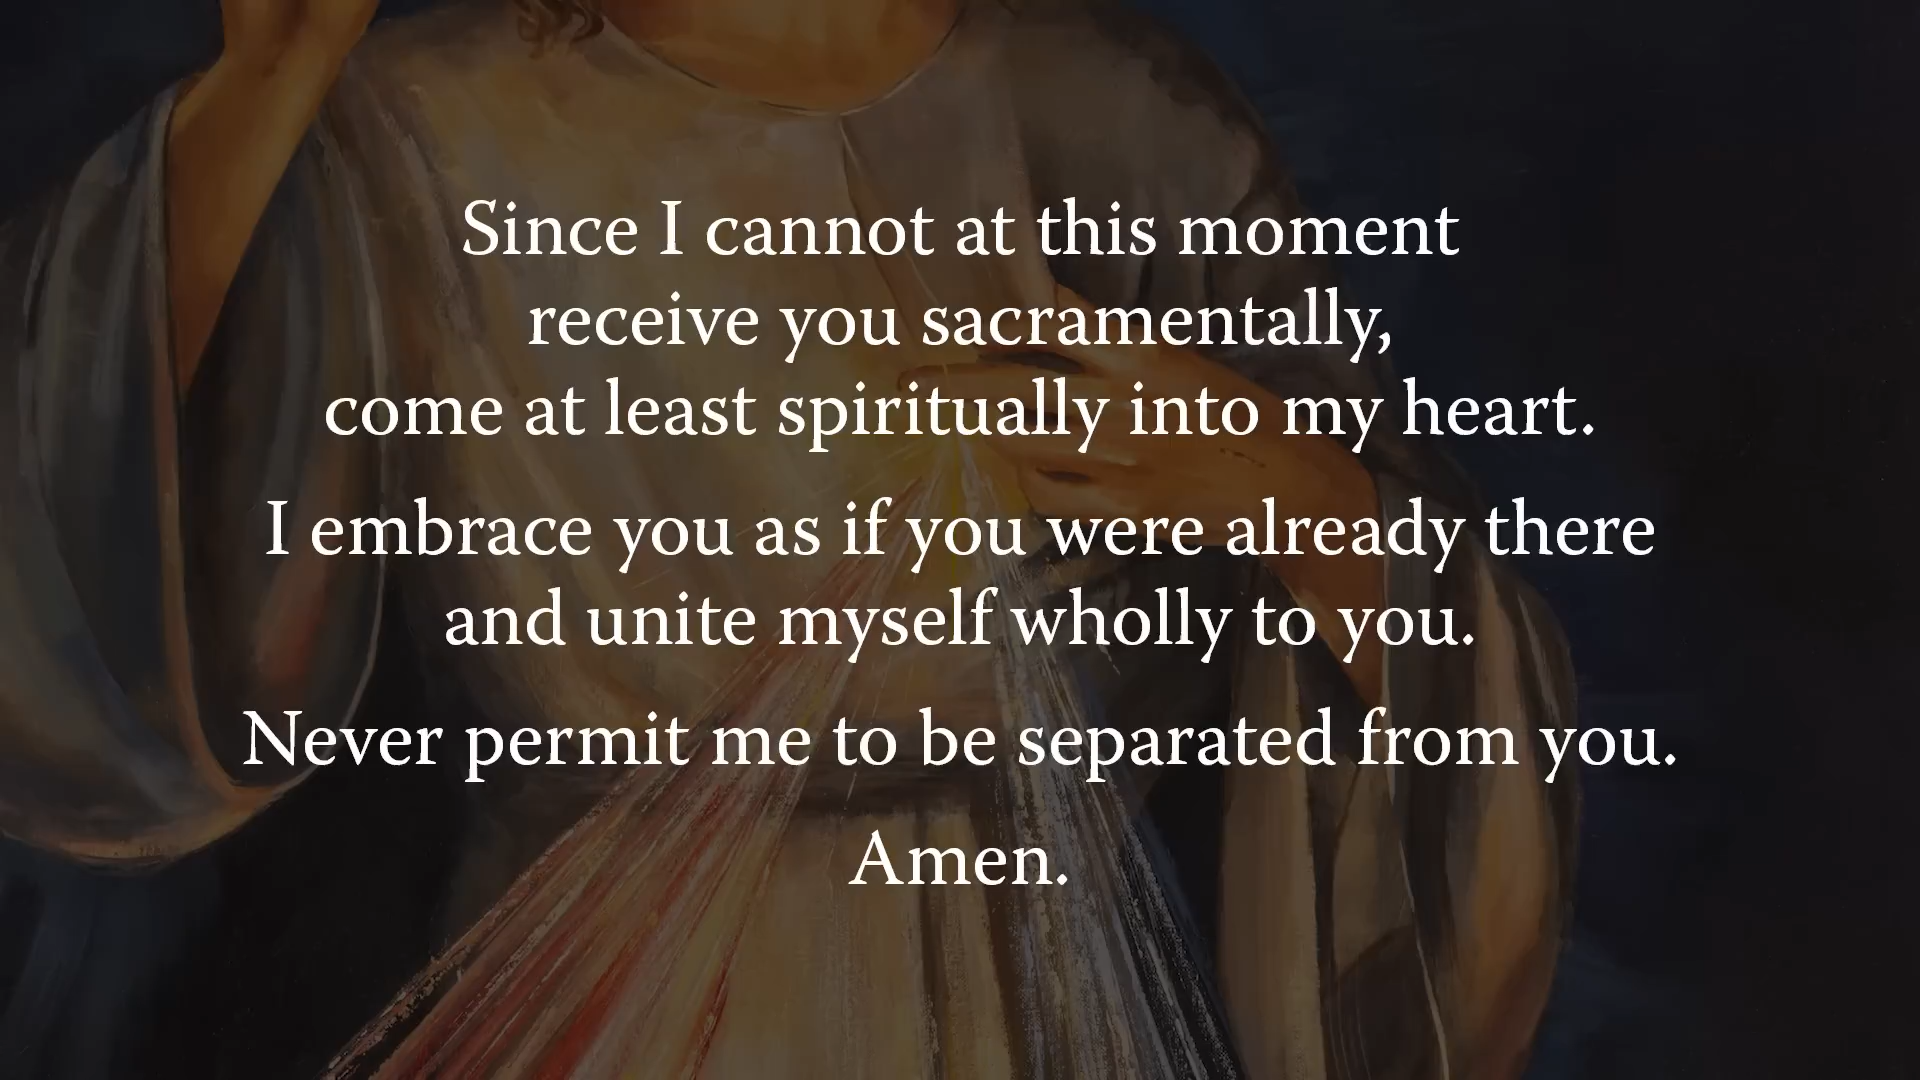 Since I cannot at this moment
receive you sacramentally,
come at least spiritually into my heart.
I embrace you as if you were already there
and unite myself wholly to you.
Never permit me to be separated from you.
Amen.